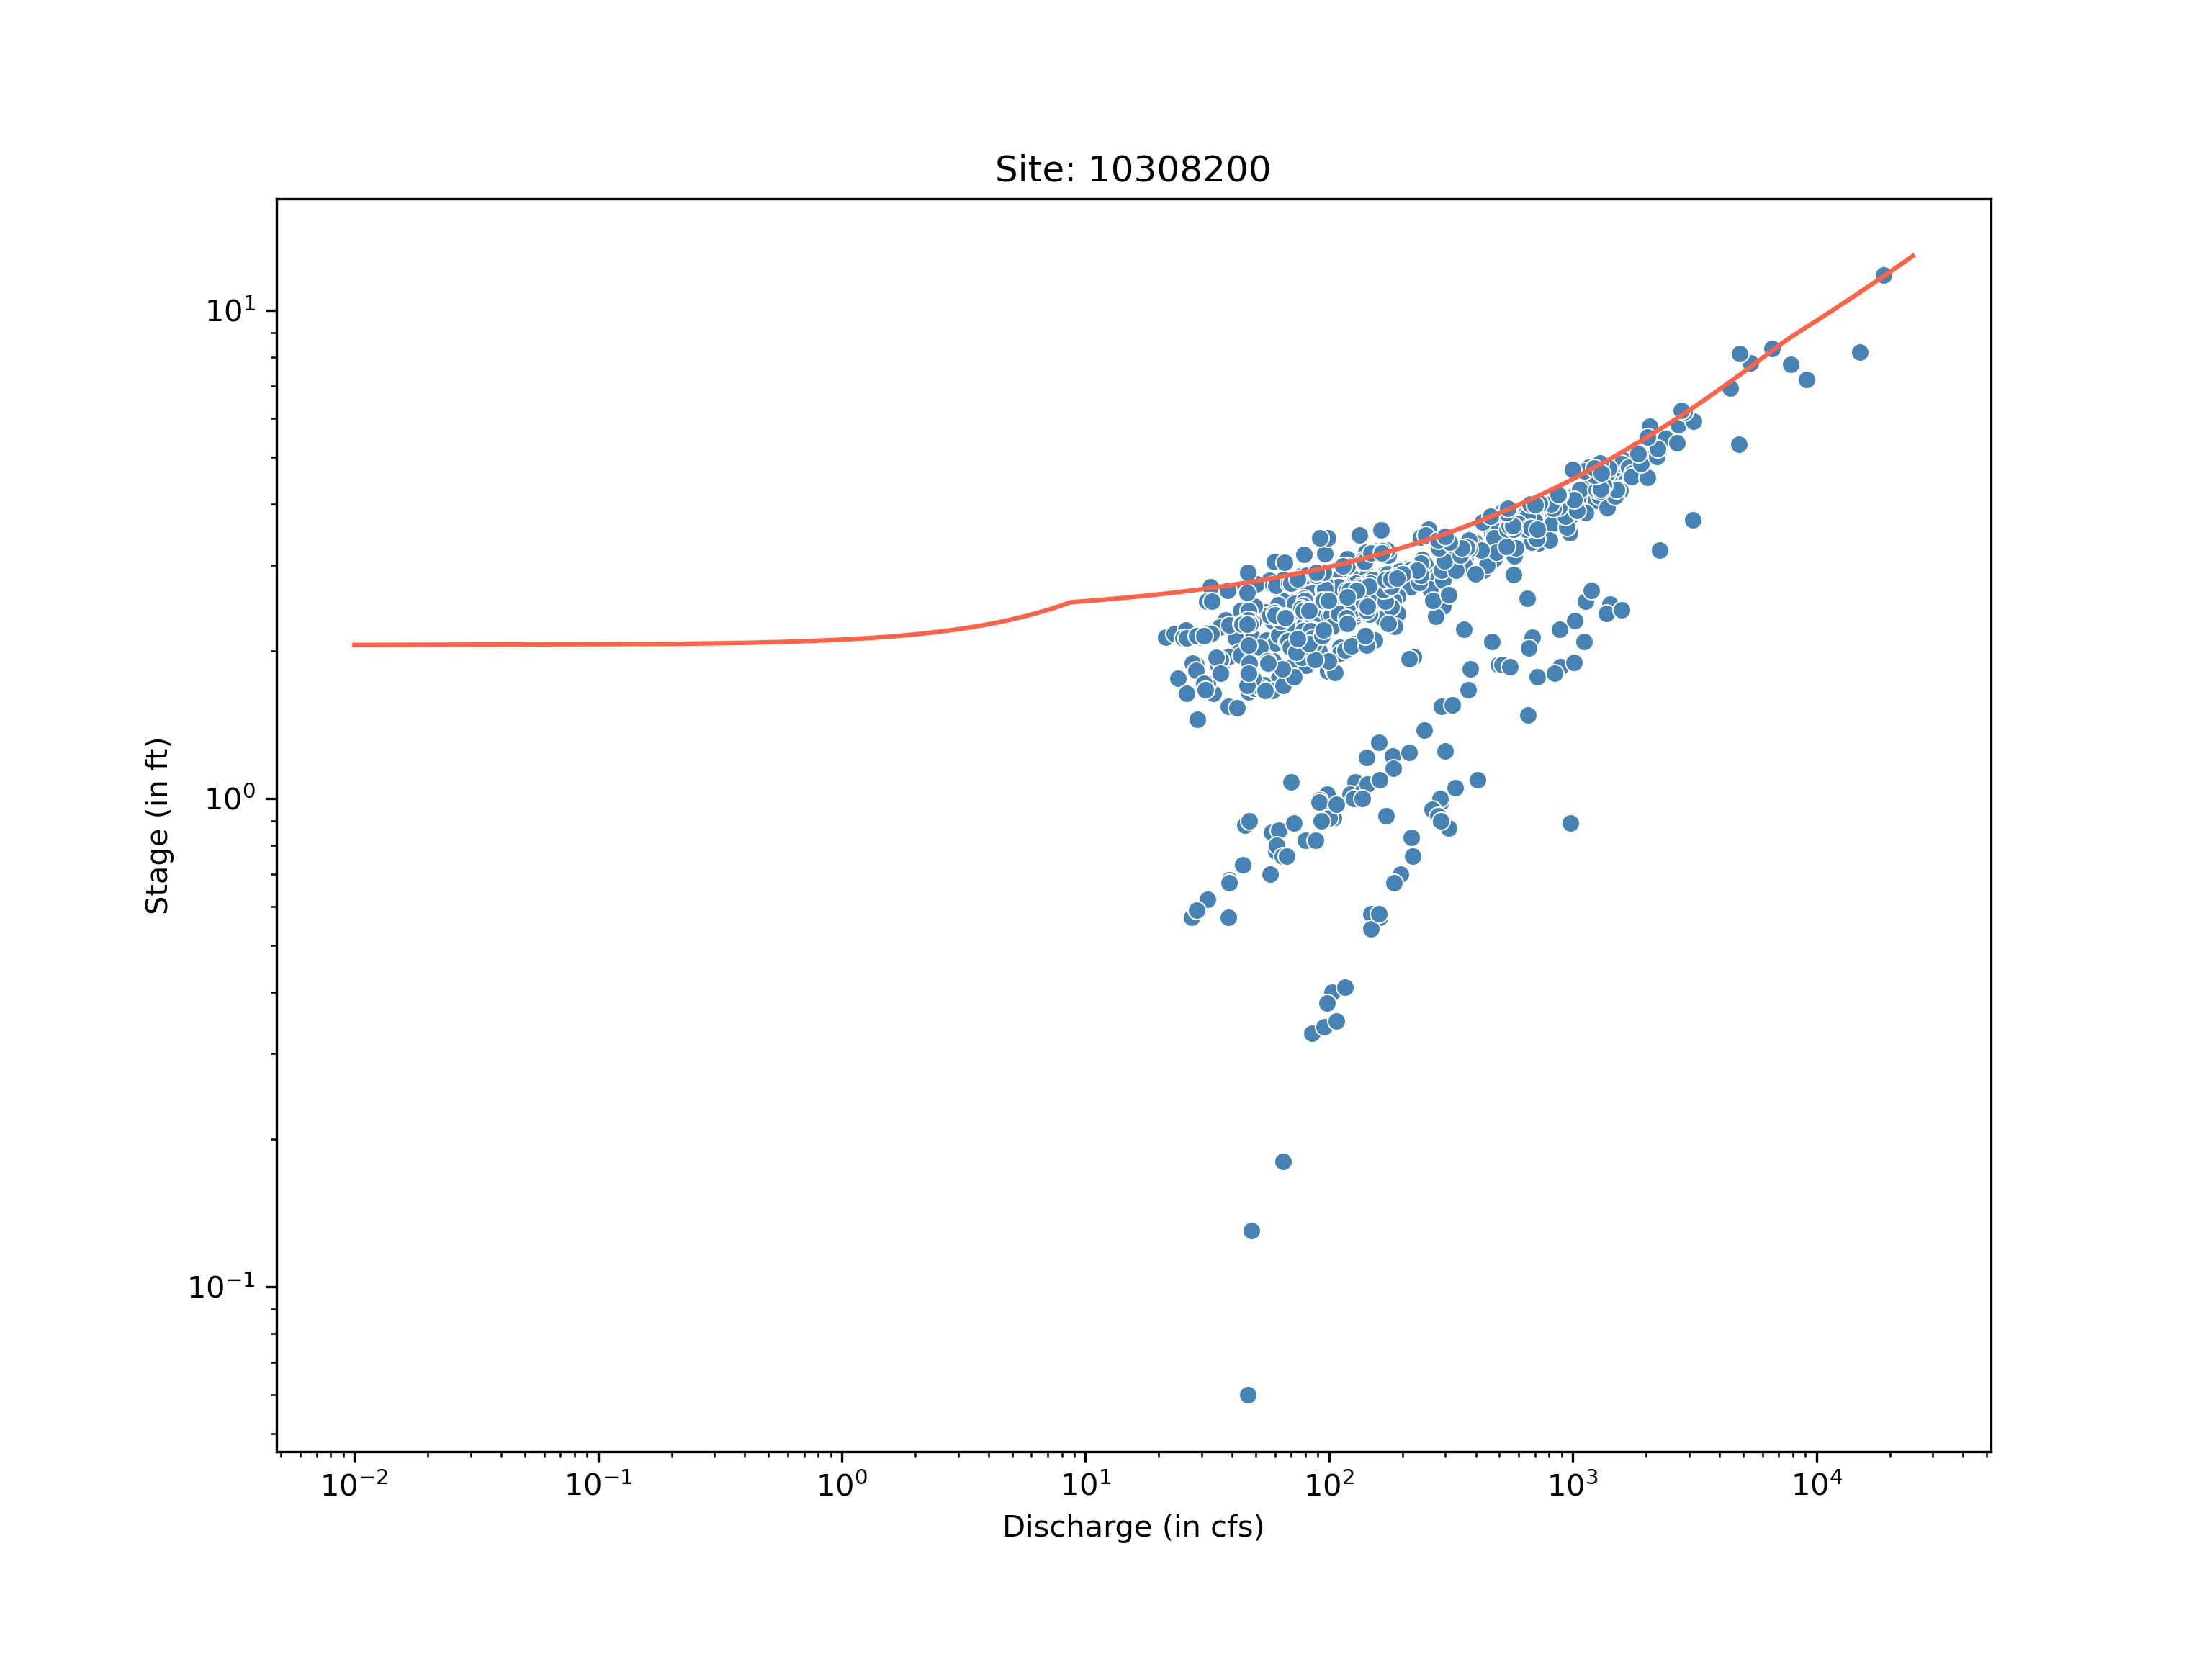 Site: 10308200
10¹
10⁰
10⁻¹
Stage (in ft)
10⁻² 10⁻¹ 10⁰ 10¹ 10² 10³ 10⁴
Discharge (in cfs)